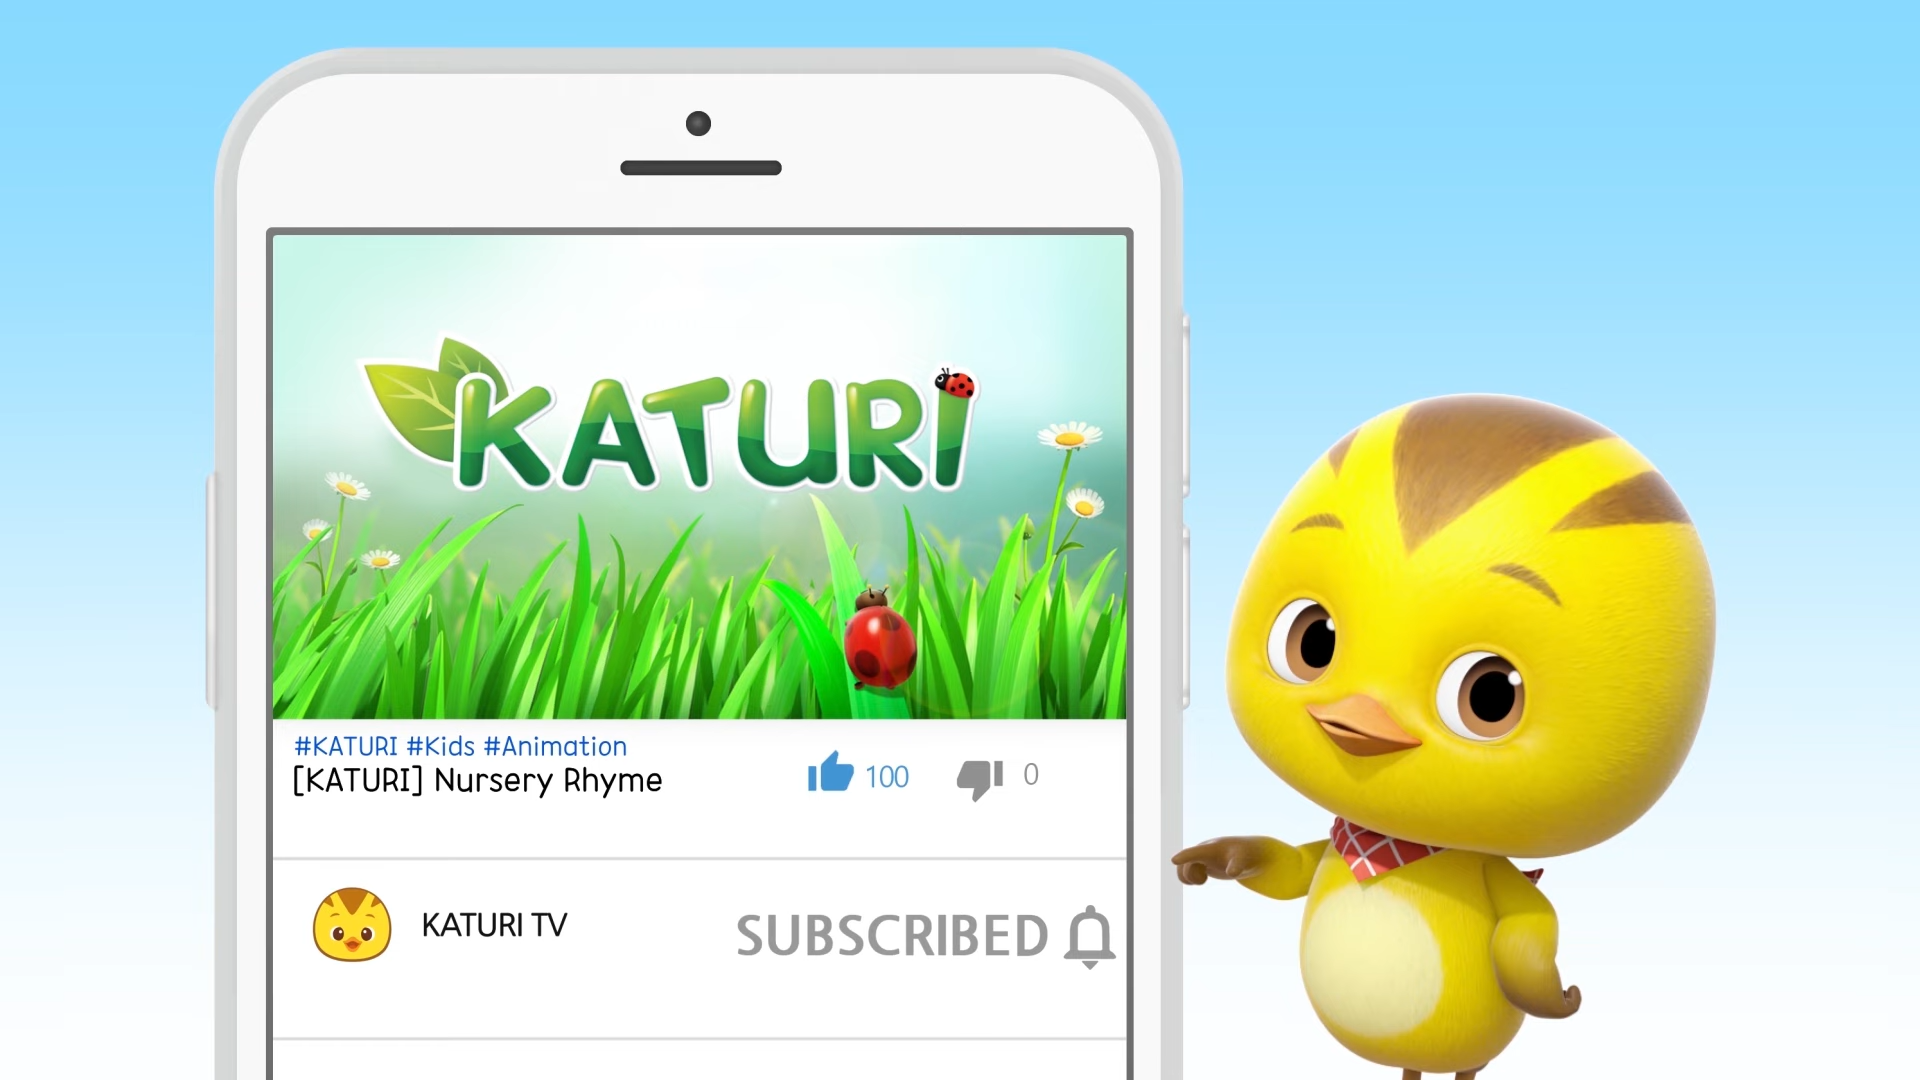 KATURI
#KATURI #Kids #Animation
[KATURI] Nursery Rhyme
100
0
KATURI TV
SUBSCRIBED